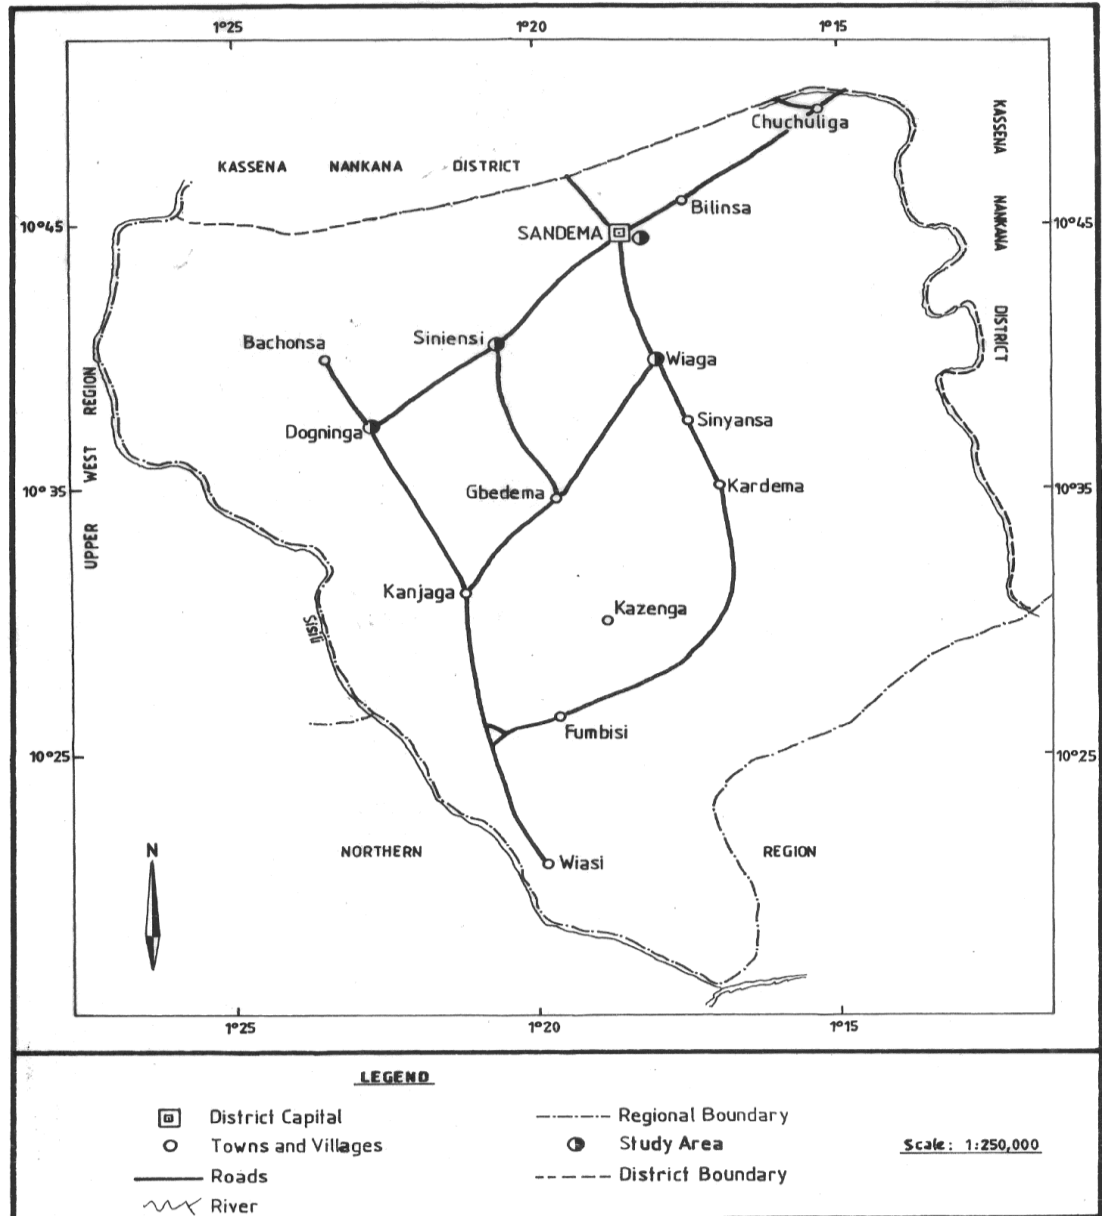 1°25 1°20 1°15
Chuchuliga
KASSENA NANKANA DISTRICT
KASSENA NANKANA DISTRICT
Bilinsa
10°45 SANDEMA 10°45
Bachonsa Siniensi
Wiaga
UPPER WEST REGION
Sinyansa
Dogninga
10°35 Gbedema Kardema 10°35
Kanjaga
Kazenga
Sisili
Fumbisi
10°25 10°25
N NORTHERN REGION
Wiasi
1°25 1°20 1°15
LEGEND
District Capital
Towns and Villages
Roads
River
Regional Boundary
Study Area
District Boundary
Scale: 1:250,000